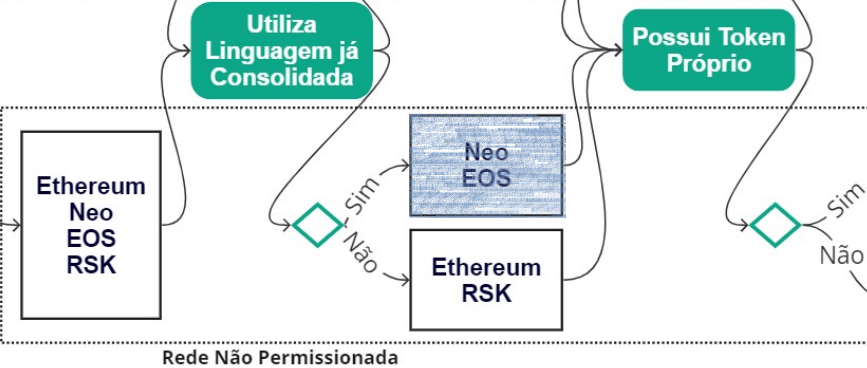 Utiliza
Linguagem já
Consolidada
Possui Token
Próprio
Ethereum
Neo
EOS
RSK
Sim
Não
Neo
EOS
Ethereum
RSK
Sim
Não
Rede Não Permissionada